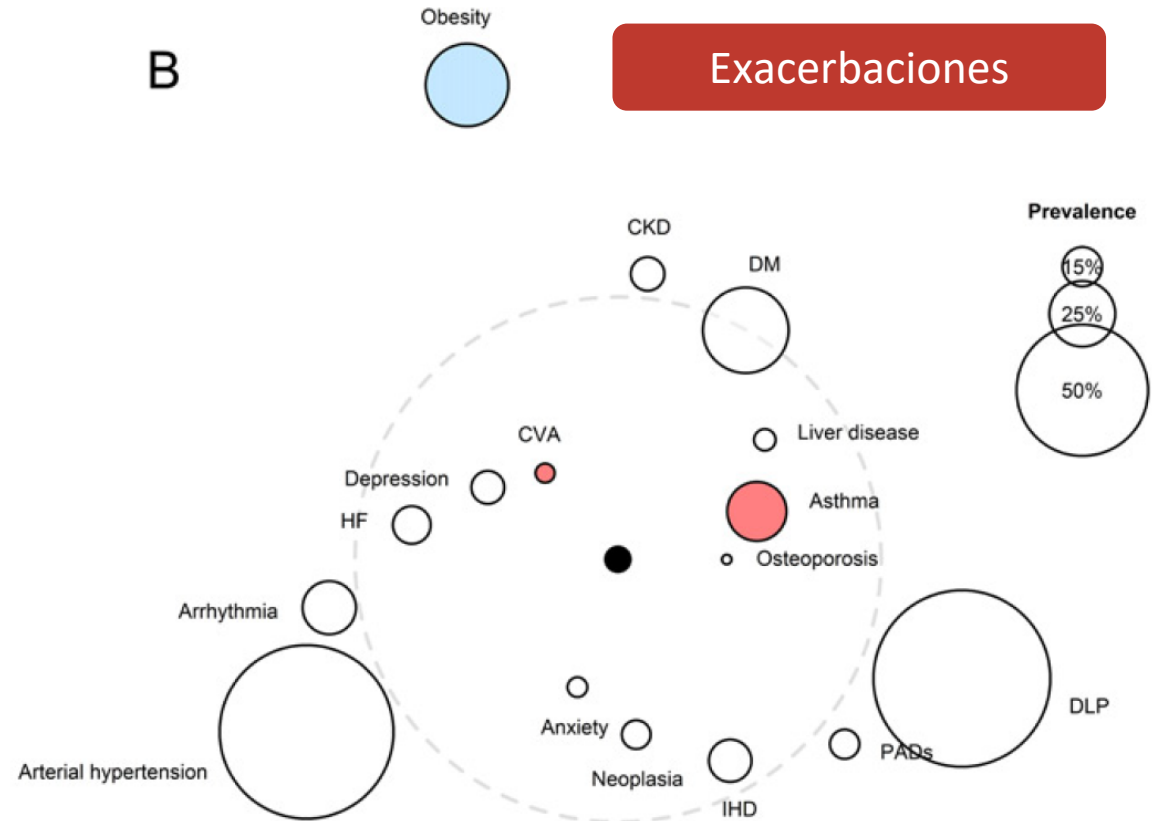 Obesity
B
Exacerbaciones
Prevalence
CKD
15%
DM
25%
50%
CVA
Liver disease
Depression
Asthma
HF
Osteoporosis
Arrhythmia
DLP
Anxiety
PADs
Arterial hypertension
Neoplasia
IHD